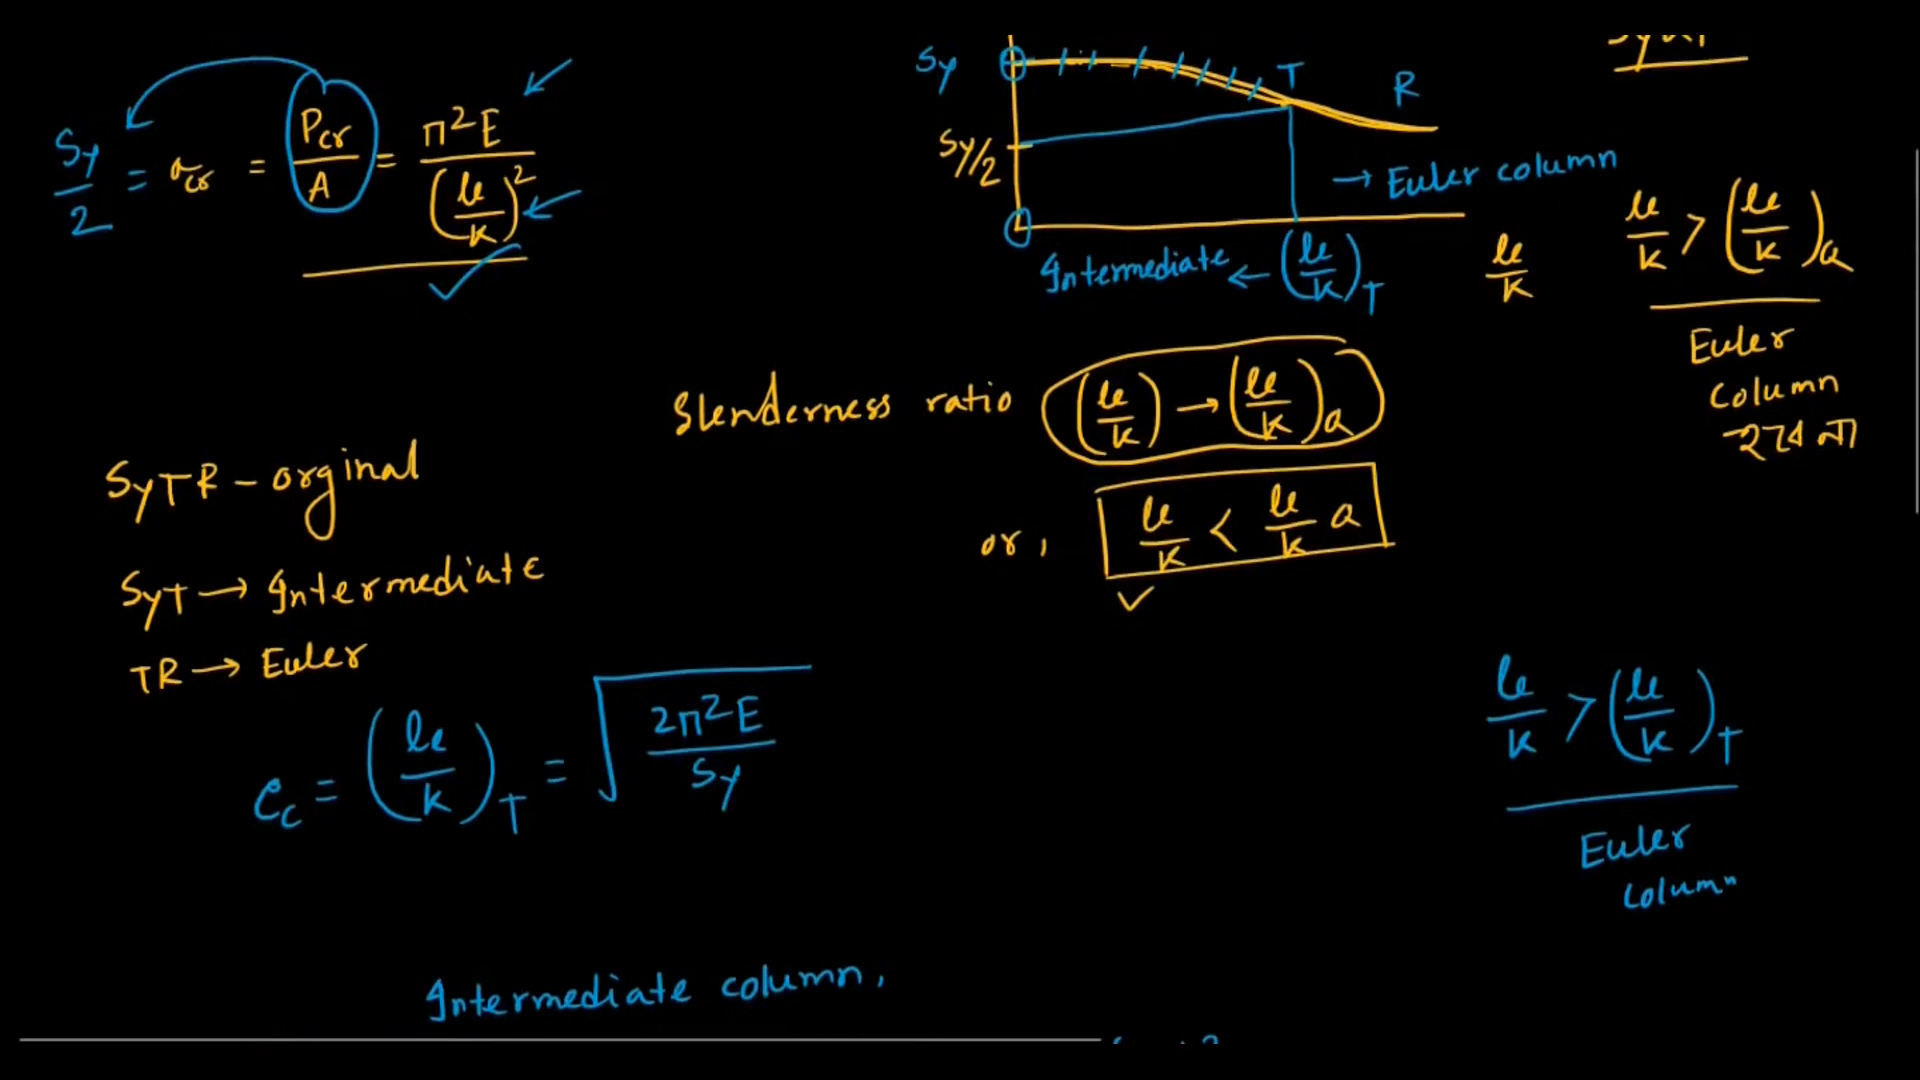 Sy/2 = σcr = Pcr/A = π²E/(le/k)²
Sy
T
R
Sy/2
→ Euler column
Intermediate ← (le/k)T
le/k
le/k > (le/k)Q
Euler
column
Slenderness ratio (le/k) → (le/k)Q
or, le/k < le/k Q
SyTR - orginal
SyT → Intermediate
TR → Euler
Cc = (le/k)T = √(2π²E/Sy)
le/k > (le/k)T
Euler
column
Intermediate column,